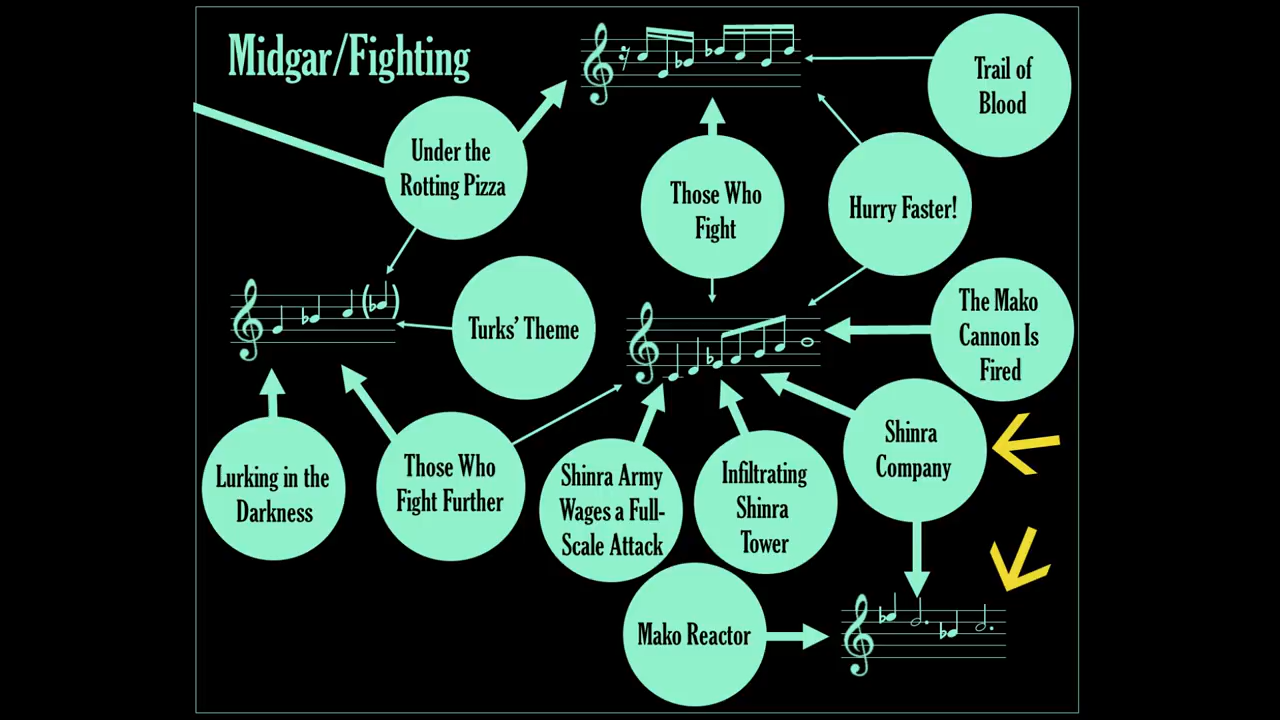 Midgar/Fighting
Trail of
Blood
Under the
Rotting Pizza
Those Who
Fight
Hurry Faster!
Turks' Theme
The Mako
Cannon Is
Fired
Lurking in the
Darkness
Those Who
Fight Further
Shinra Army
Wages a Full-
Scale Attack
Infiltrating
Shinra
Tower
Shinra
Company
Mako Reactor